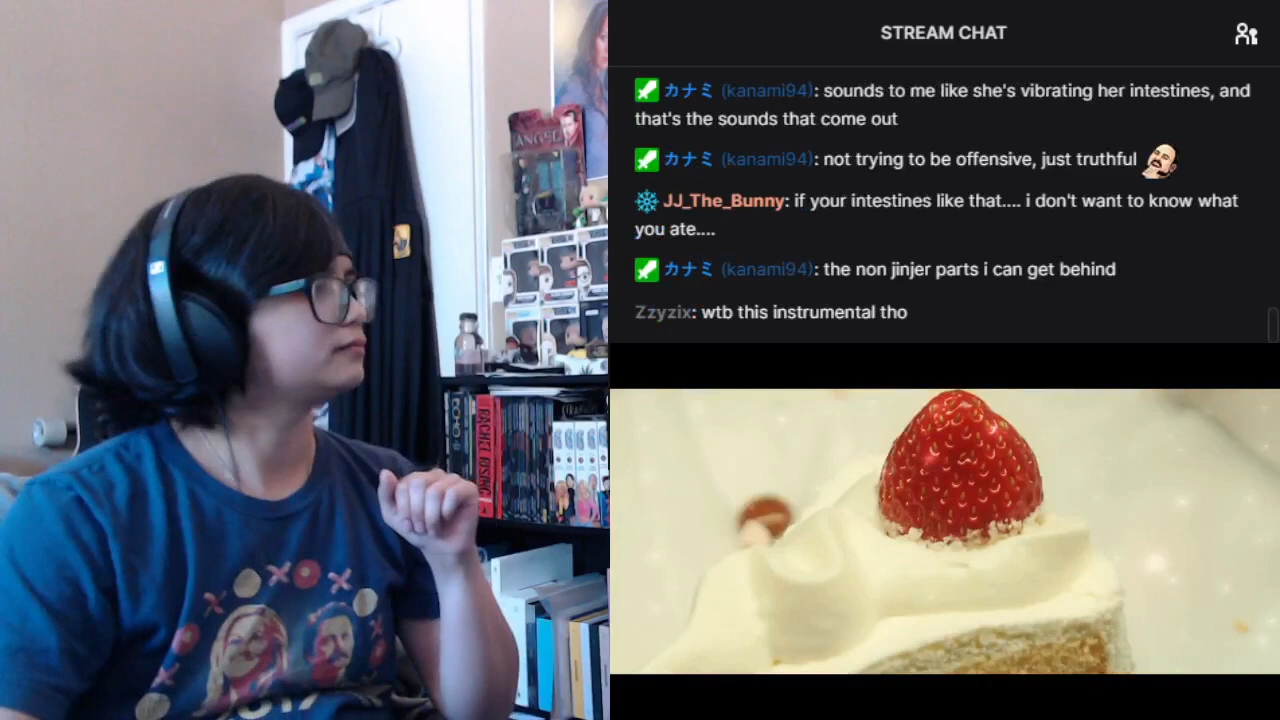 STREAM CHAT
カナミ (kanami94): sounds to me like she's vibrating her intestines, and
that's the sounds that come out
カナミ (kanami94): not trying to be offensive, just truthful
JJ_The_Bunny: if your intestines like that.... i don't want to know what
you ate....
カナミ (kanami94): the non jinjer parts i can get behind
Zzyzix: wtb this instrumental tho
ANGEL
RACHEL RISING